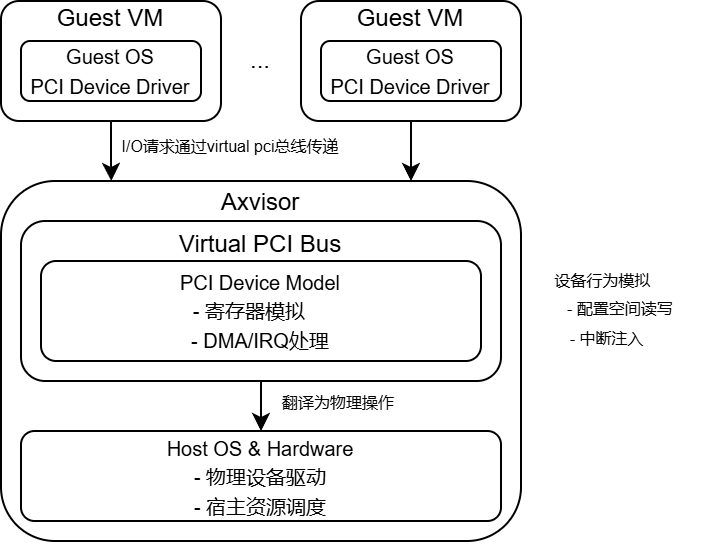 Guest VM
Guest OS
PCI Device Driver
...
Guest VM
Guest OS
PCI Device Driver
I/O请求通过virtual pci总线传递
Axvisor
Virtual PCI Bus
PCI Device Model
- 寄存器模拟
- DMA/IRQ处理
设备行为模拟
- 配置空间读写
- 中断注入
翻译为物理操作
Host OS & Hardware
- 物理设备驱动
- 宿主资源调度